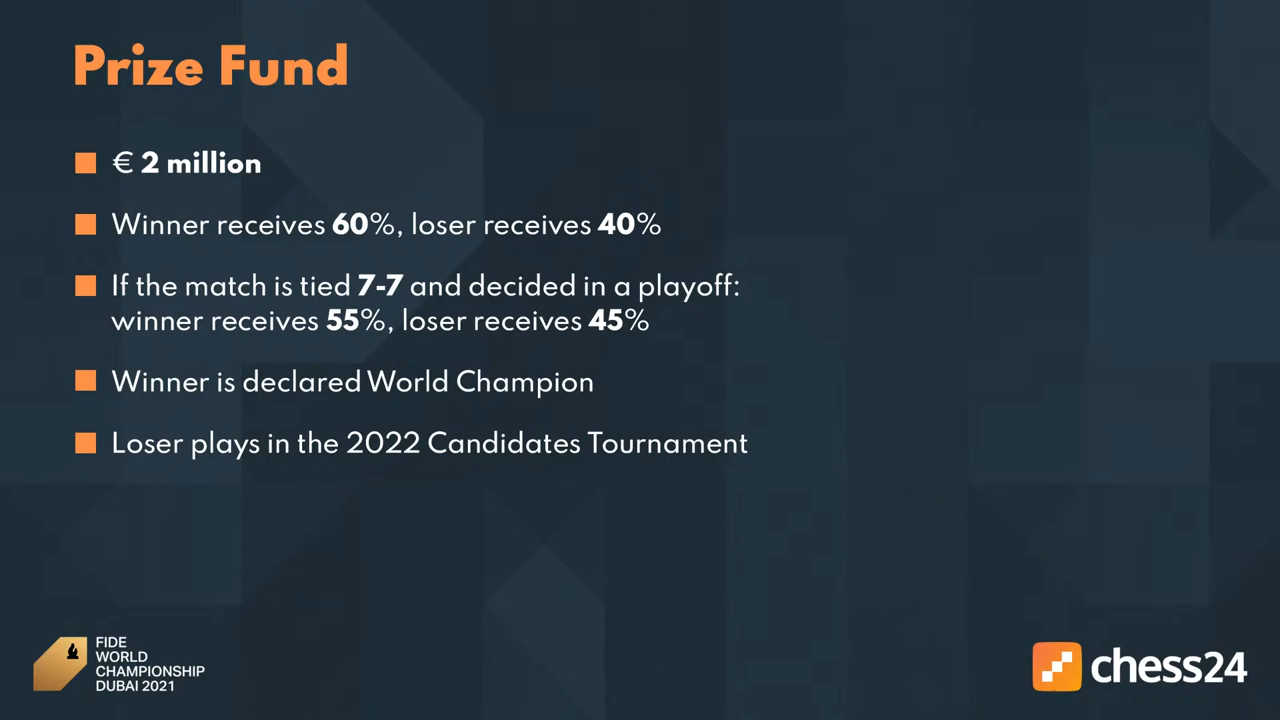 Prize Fund
€ 2 million
Winner receives 60%, loser receives 40%
If the match is tied 7-7 and decided in a playoff:
winner receives 55%, loser receives 45%
Winner is declared World Champion
Loser plays in the 2022 Candidates Tournament
FIDE
WORLD
CHAMPIONSHIP
DUBAI 2021
chess24